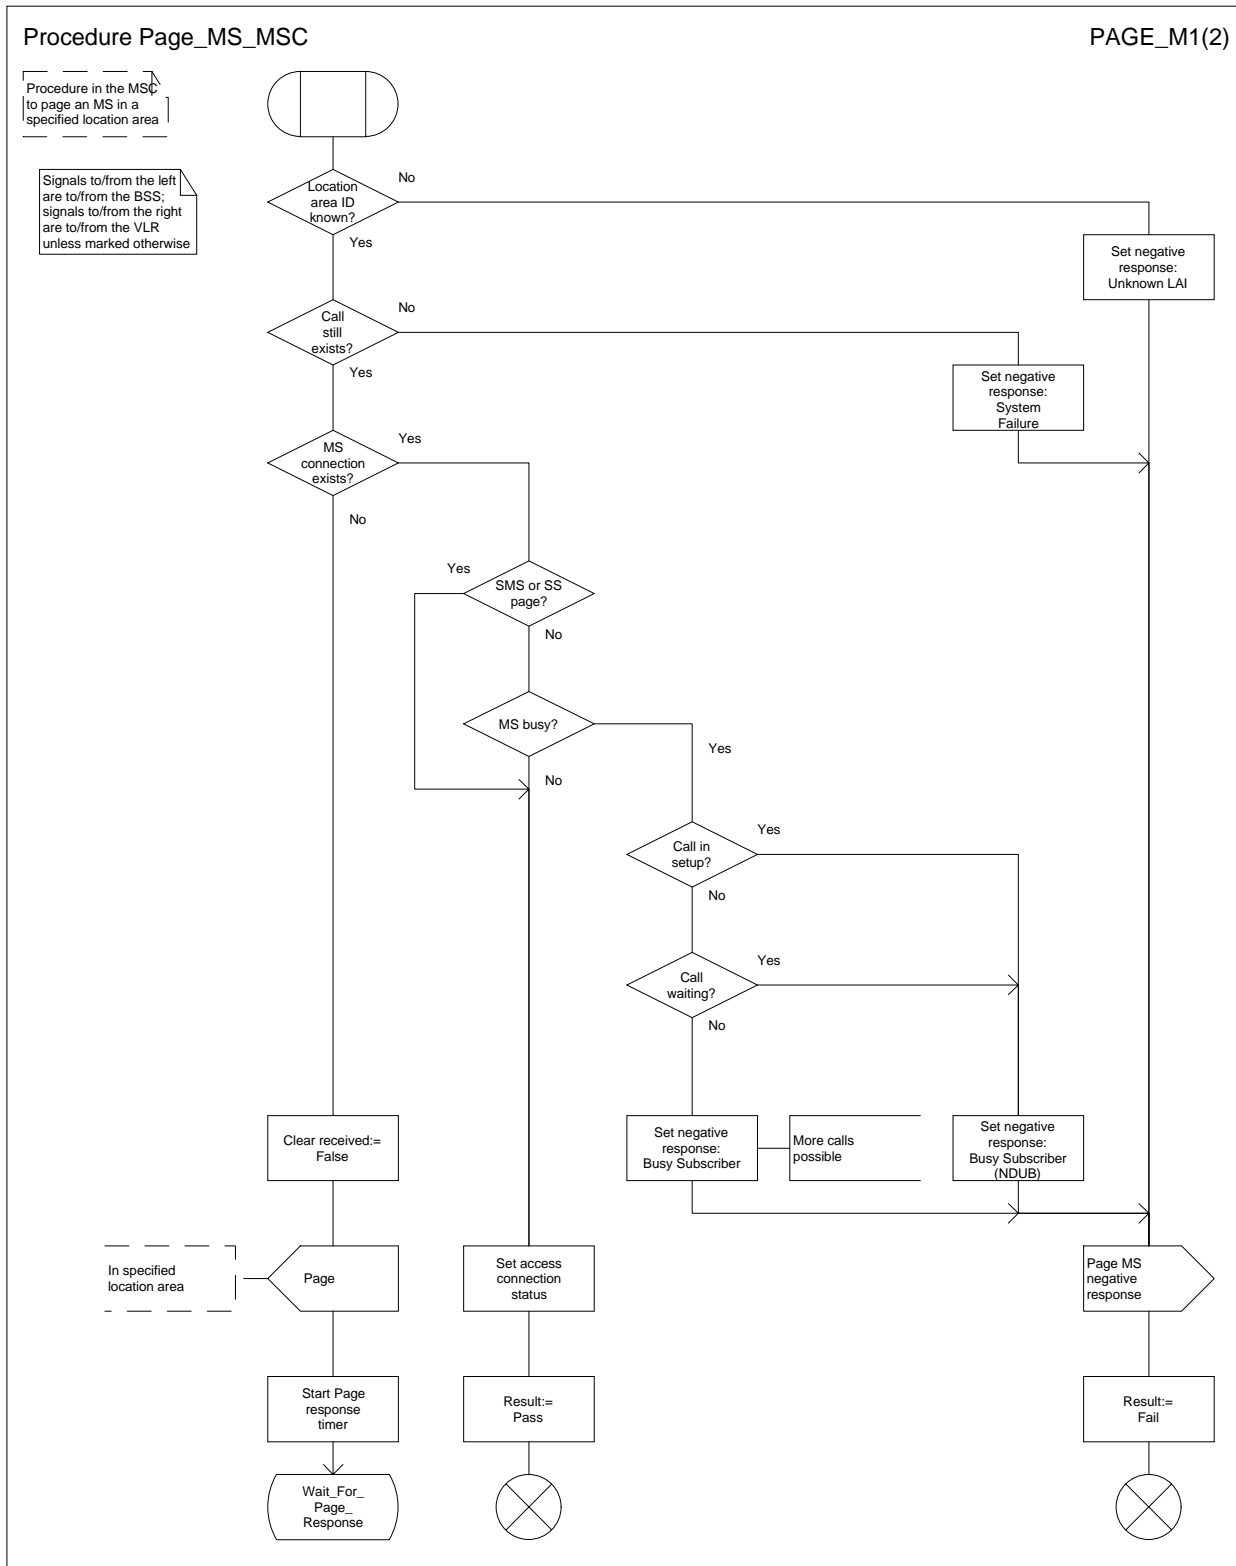 Procedure Page_MS_MSC
PAGE_M1(2)
Procedure in the MSC
to page an MS in a
specified location area
Signals to/from the left
are to/from the BSS;
signals to/from the right
are to/from the VLR
unless marked otherwise
Location
area ID
known?
No
Yes
Set negative
response:
Unknown LAI
Call
still
exists?
No
Yes
Set negative
response:
System
Failure
MS
connection
exists?
Yes
No
SMS or SS
page?
Yes
No
MS busy?
Yes
No
Call in
setup?
Yes
No
Call
waiting?
Yes
No
Clear received:=
False
Set negative
response:
Busy Subscriber
More calls
possible
Set negative
response:
Busy Subscriber
(NDUB)
In specified
location area
Page
Set access
connection
status
Page MS
negative
response
Start Page
response
timer
Result:=
Pass
Result:=
Fail
Wait_For_
Page_
Response